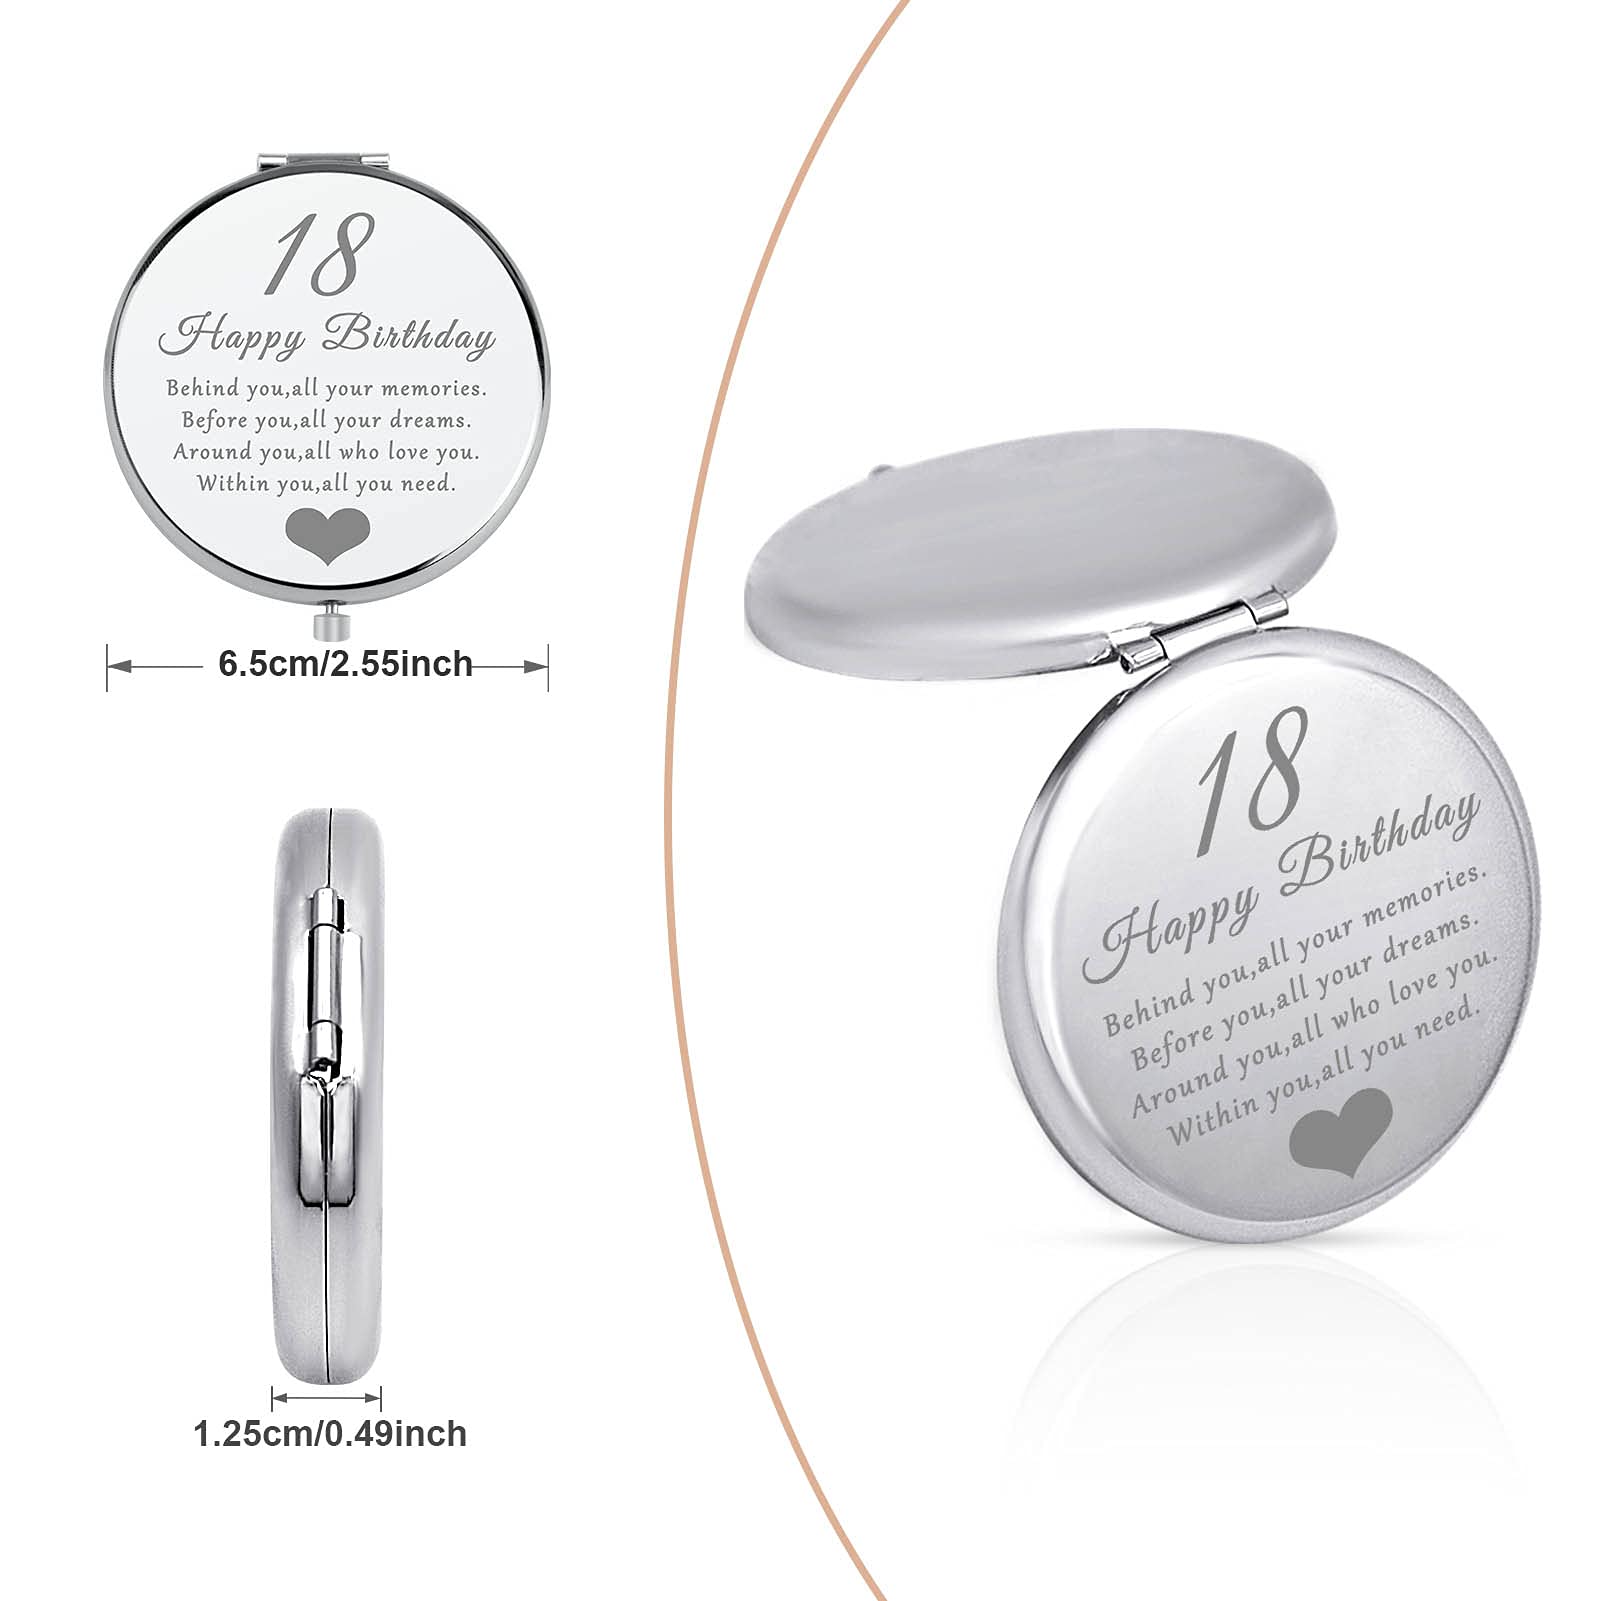 18
Happy Birthday
Behind you,all your memories.
Before you,all your dreams.
Around you,all who love you.
Within you,all you need.
6.5cm/2.55inch
1.25cm/0.49inch
18
Happy Birthday
Behind you,all your memories.
Before you,all your dreams.
Around you,all who love you.
Within you,all you need.